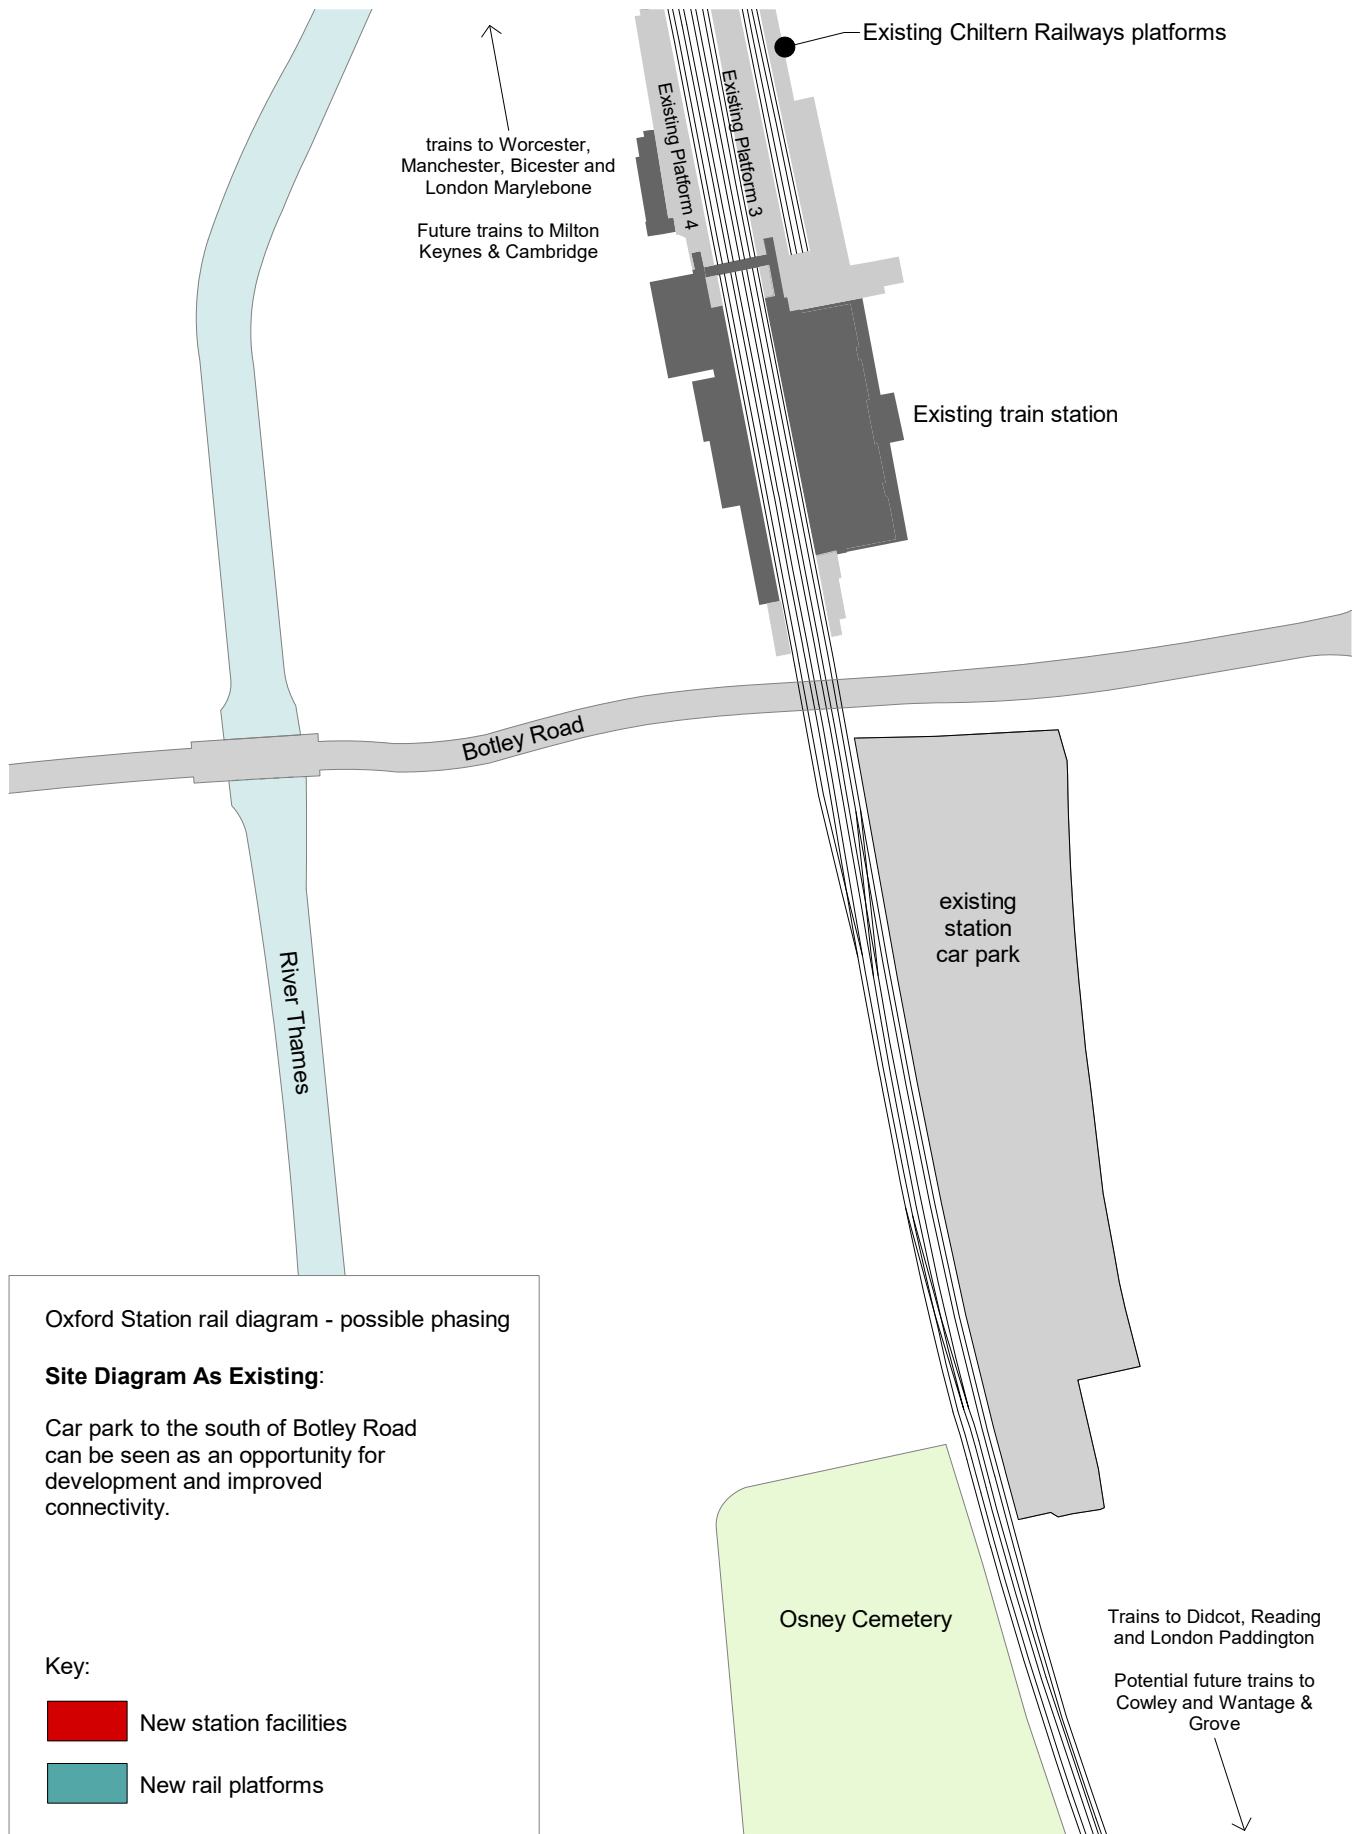 Existing Chiltern Railways platforms
Existing Platform 4
Existing Platform 3
trains to Worcester,
Manchester, Bicester and
London Marylebone
Future trains to Milton
Keynes & Cambridge
Existing train station
Botley Road
existing
station
car park
River Thames
Oxford Station rail diagram - possible phasing
Site Diagram As Existing:
Car park to the south of Botley Road
can be seen as an opportunity for
development and improved
connectivity.
Key:
New station facilities
New rail platforms
Osney Cemetery
Trains to Didcot, Reading
and London Paddington
Potential future trains to
Cowley and Wantage &
Grove